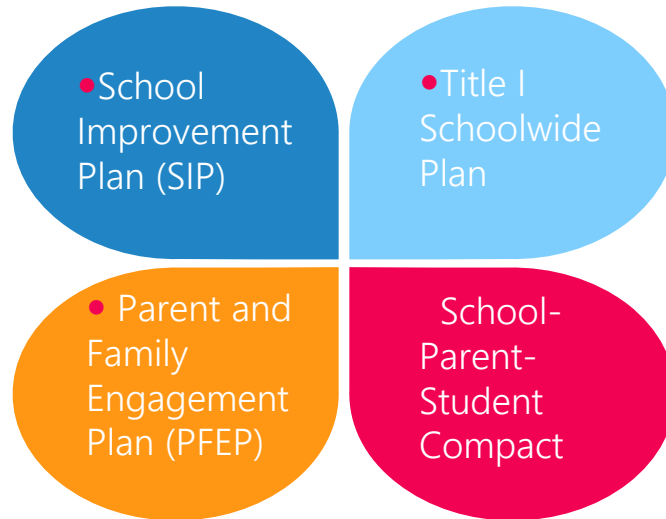 •School
Improvement
Plan (SIP)
•Title I
Schoolwide
Plan
• Parent and
Family
Engagement
Plan (PFEP)
School-
Parent-
Student
Compact